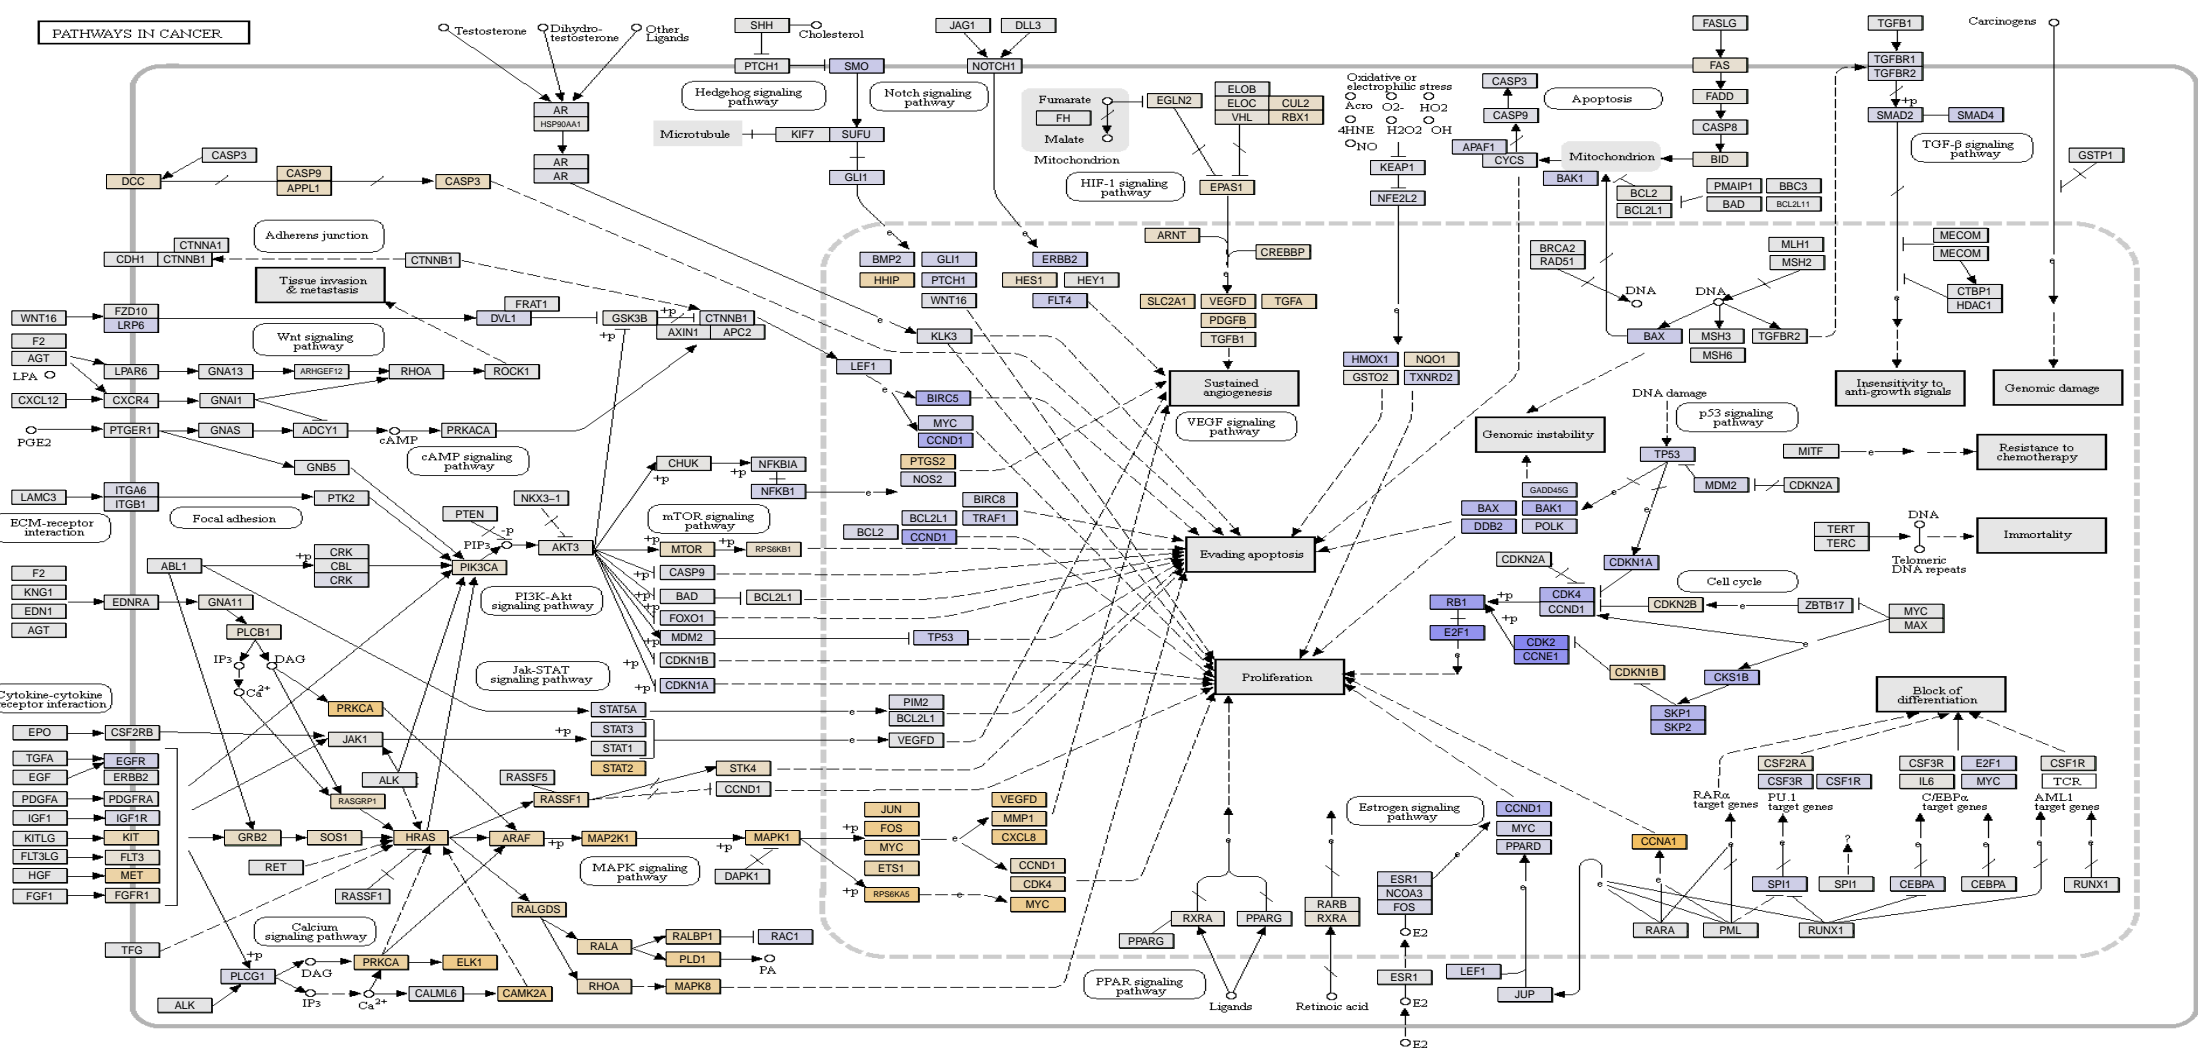 PATHWAYS IN CANCER
Testosterone
Dihydro-
testosterone
Other
Ligands
SHH
Cholesterol
JAG1
DLL3
FASLG
TGFB1
Carcinogens
PTCH1
SMO
NOTCH1
FAS
TGFBR1
TGFBR2
Hedgehog signaling
pathway
Notch signaling
pathway
Fumarate
FH
Malate
Mitochondrion
EGLN2
ELOB
ELOC
CUL2
VHL
RBX1
Oxidative or
electrophilic stress
Acro
O2-
HO2
4HNE
H2O2
OH
NO
CASP3
CASP9
Apoptosis
FADD
CASP8
+p
SMAD2
SMAD4
AR
HSP90AA1
AR
AR
Microtubule
KIF7
SUFU
GLI1
KEAP1
NFE2L2
APAF1
CYCS
Mitochondrion
BID
BAK1
BCL2
BCL2L1
PMAIP1
BBC3
BAD
BCL2L11
TGF-β signaling
pathway
GSTP1
CASP3
DCC
CASP9
APPL1
CASP3
HIF-1 signaling
pathway
EPAS1
Adherens junction
CTNNA1
CDH1
CTNNB1
CTNNB1
Tissue invasion
& metastasis
e
e
e
BMP2
GLI1
HHIP
PTCH1
WNT16
ERBB2
HES1
HEY1
FLT4
ARNT
CREBBP
e
SLC2A1
VEGFD
TGFA
PDGFB
TGFB1
BRCA2
RAD51
DNA
MLH1
MSH2
DNA
e
MECOM
MECOM
CTBP1
HDAC1
e
WNT16
FZD10
LRP6
FRAT1
DVL1
+p
GSK3B
+p
CTNNB1
AXIN1
APC2
Wnt signaling
pathway
e
KLK3
e
BAX
MSH3
MSH6
TGFBR2
e
F2
AGT
LPA
LPAR6
GNA13
ARHGEF12
RHOA
ROCK1
LEF1
e
HMOX1
NQO1
GSTO2
TXNRD2
CXCL12
CXCR4
GNAI1
BIRC5
MYC
CCND1
Sustained
angiogenesis
VEGF signaling
pathway
Insensitivity to
anti-growth signals
Genomic damage
PGE2
PTGER1
GNAS
ADCY1
cAMP
PRKACA
cAMP signaling
pathway
GNB5
CHUK
+p
NFKBIA
+p
NFKB1
e
PTGS2
NOS2
Genomic instability
DNA damage
p53 signaling
pathway
TP53
MITF
e
Resistance to
chemotherapy
LAMC3
ITGA6
ITGB1
PTK2
NKX3-1
PTEN
-p
PIP3
AKT3
mTOR signaling
pathway
ECM-receptor
interaction
Focal adhesion
BIRC8
BCL2L1
TRAF1
BCL2
CCND1
GADD45G
BAX
BAK1
DDB2
POLK
e
e
MDM2
CDKN2A
TERT
TERC
DNA
Telomeric
DNA repeats
Immortality
ABL1
+p
CRK
CBL
CRK
PIK3CA
+p
MTOR
+p
RPS6KB1
Evading apoptosis
CDKN2A
CDKN1A
Cell cycle
F2
KNG1
EDN1
AGT
EDNRA
GNA11
PLCB1
PI3K-Akt
signaling pathway
+p
CASP9
+p
BAD
BCL2L1
+p
FOXO1
+p
MDM2
TP53
+p
CDKN1B
+p
CDKN1A
CDK4
CCND1
CDKN2B
e
ZBTB17
MYC
MAX
+p
RB1
E2F1
+p
e
CDK2
CCNE1
e
IP3
DAG
Ca2+
Jak-STAT
signaling pathway
Proliferation
CDKN1B
CKS1B
SKP1
SKP2
Block of
differentiation
Cytokine-cytokine
receptor interaction
PRKCA
STAT5A
e
PIM2
BCL2L1
EPO
CSF2RB
JAK1
+p
STAT3
STAT1
STAT2
e
VEGFD
TGFA
EGF
EGFR
ERBB2
ALK
RASSF5
STK4
CSF2RA
CSF3R
CSF1R
CSF3R
E2F1
IL6
MYC
CSF1R
TCR
PDGFA
PDGFRA
RASGRP1
RASSF1
CCND1
IGF1
IGF1R
VEGFD
MMP1
CXCL8
JUN
FOS
MYC
ETS1
Estrogen signaling
pathway
CCND1
MYC
PPARD
RARα
target genes
PU.1
target genes
C/EBPα
target genes
AML1
target genes
KITLG
KIT
GRB2
SOS1
HRAS
ARAF
+p
MAP2K1
+p
MAPK1
+p
e
e
CCNA1
?
FLT3LG
FLT3
RET
MAPK signaling
pathway
DAPK1
CCND1
CDK4
HGF
MET
RASSF1
+p
RPS6KA5
e
MYC
ESR1
NCOA3
FOS
SPI1
SPI1
CEBPA
CEBPA
RUNX1
FGF1
FGFR1
RALGDS
RXRA
PPARG
PPARG
RARB
RXRA
RARA
PML
RUNX1
Calcium
signaling pathway
RALA
RALBP1
RAC1
PLD1
PA
E2
TFG
+p
PLCG1
DAG
IP3
PRKCA
ELK1
Ca2+
CALML6
CAMK2A
RHOA
MAPK8
PPAR signaling
pathway
Ligands
Retinoic acid
ESR1
E2
E2
LEF1
JUP
ALK